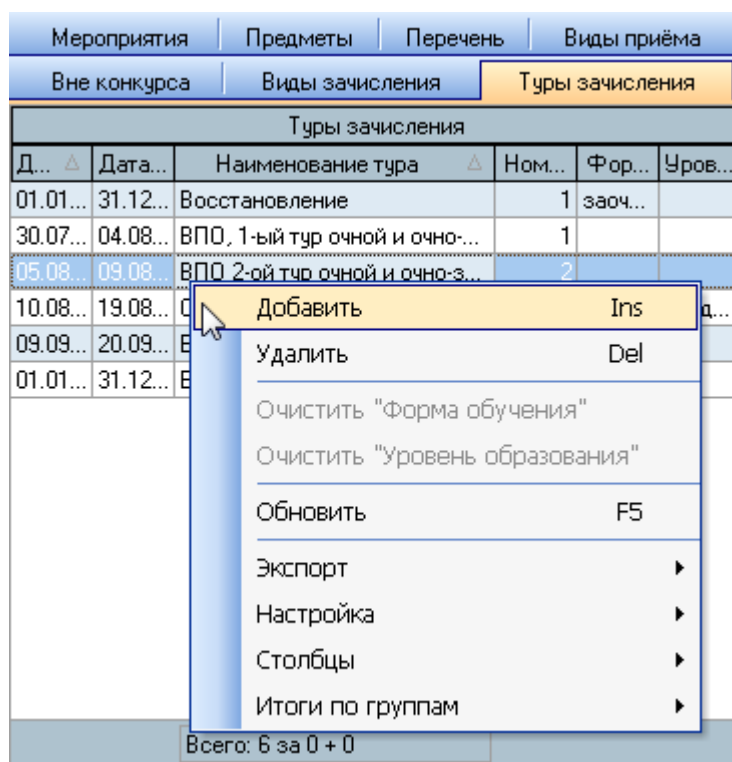 Мероприятия Предметы Перечень Виды приёма
Вне конкурса Виды зачисления Туры зачисления
Туры зачисления
Д... Дата... Наименование тура Ном... Фор... Уров...
01.01... 31.12... Восстановление 1 заоч...
30.07... 04.08... ВПО, 1-ый тур очной и очно-... 1
05.08... 09.08... ВПО 2-ой тур очной и очно-з... 2
10.08... 19.08...
09.09... 20.09...
01.01... 31.12...
Добавить Ins
Удалить Del
Очистить "Форма обучения"
Очистить "Уровень образования"
Обновить F5
Экспорт
Настройка
Столбцы
Итоги по группам
Всего: 6 за 0 + 0